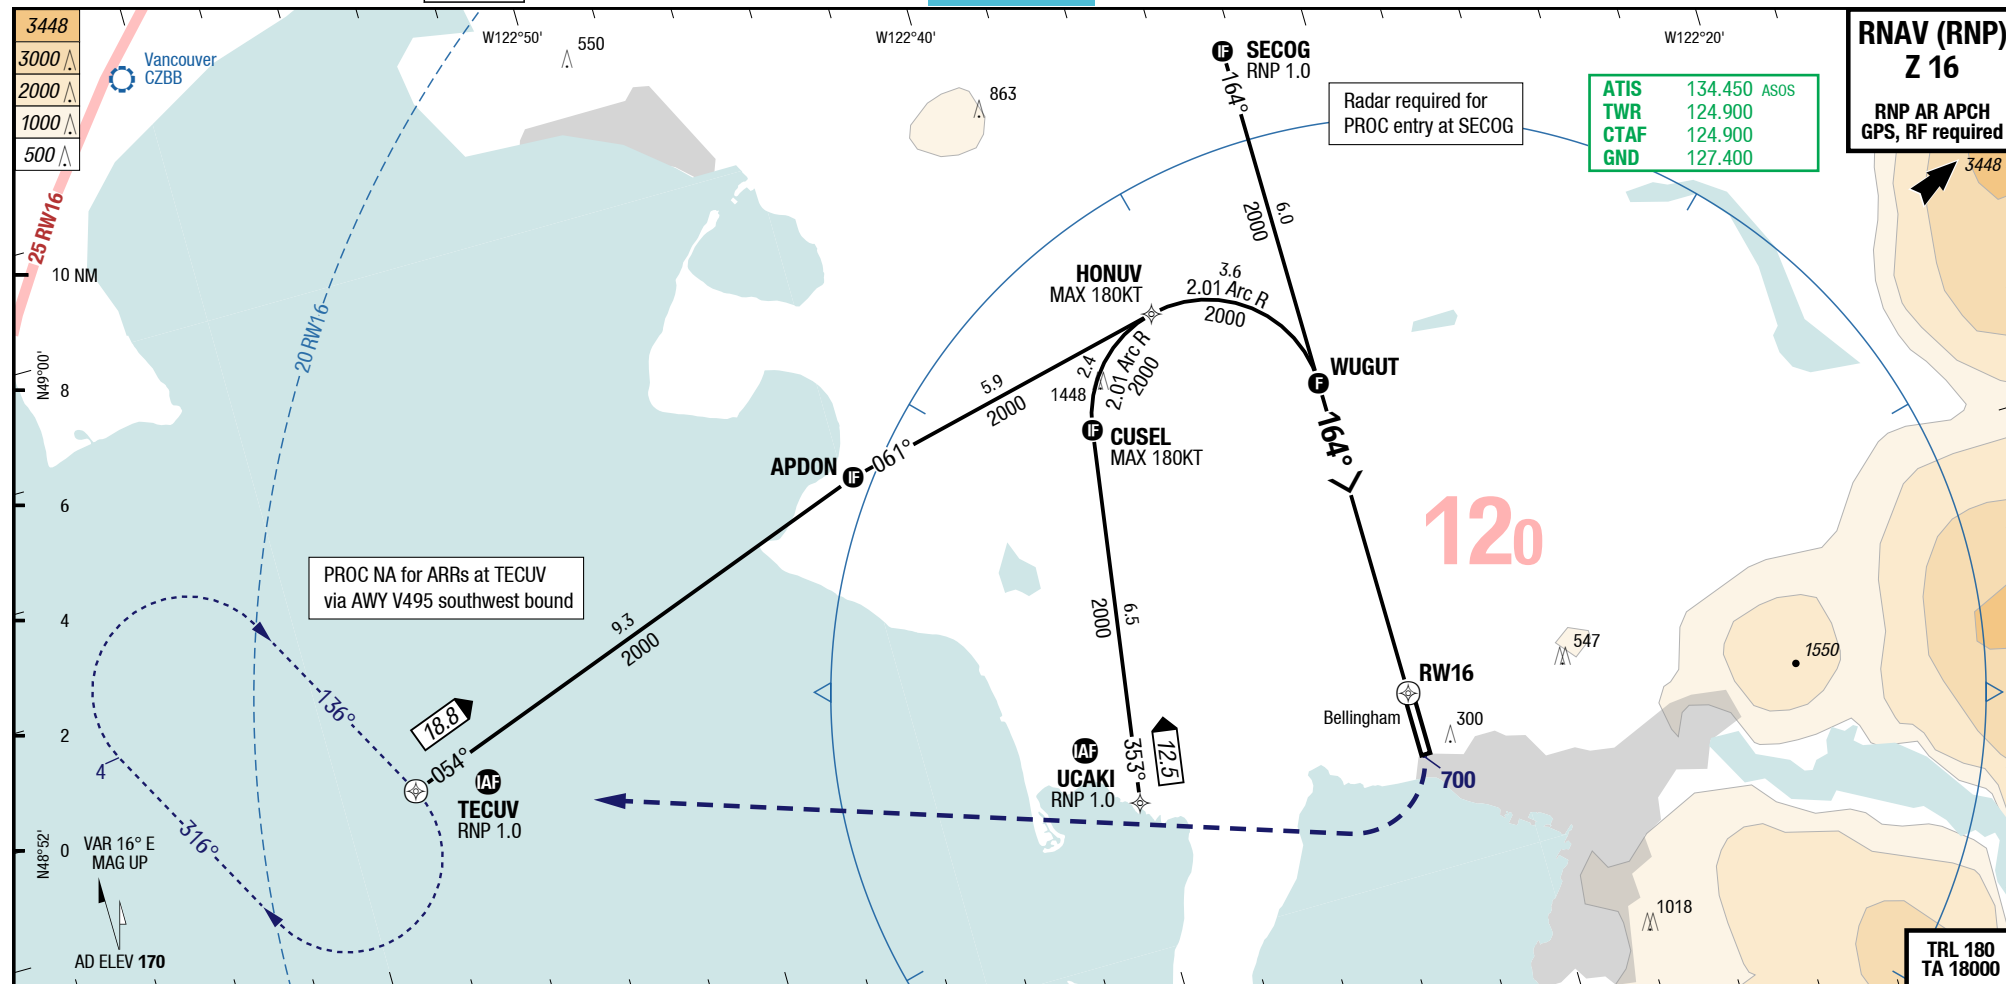 3448
3000
2000
1000
500
Vancouver
CZBB
W122°50'
550
W122°40'
863
SECOG
RNP 1.0
164°
Radar required for
PROC entry at SECOG
W122°20'
ATIS 134.450 ASOS
TWR 124.900
CTAF 124.900
GND 127.400
RNAV (RNP)
Z 16
RNP AR APCH
GPS, RF required
3448
25 RW16
20 RW16
10 NM
N49°00'
8
6
4
2
0
N48°52'
6.0
2000
HONUV
MAX 180KT
3.6
2.01 Arc R
2000
WUGUT
2.4
2.01 Arc R
2000
1448
5.9
2000
CUSEL
MAX 180KT
IF
IF
IF
F
164°
APDON
061°
120
PROC NA for ARRs at TECUV
via AWY V495 southwest bound
9.3
2000
6.5
2000
547
1550
RW16
Bellingham
300
700
136°
18.8
054°
IAF
TECUV
RNP 1.0
IAF
UCAKI
RNP 1.0
353°
12.5
4
316°
VAR 16° E
MAG UP
AD ELEV 170
1018
TRL 180
TA 18000